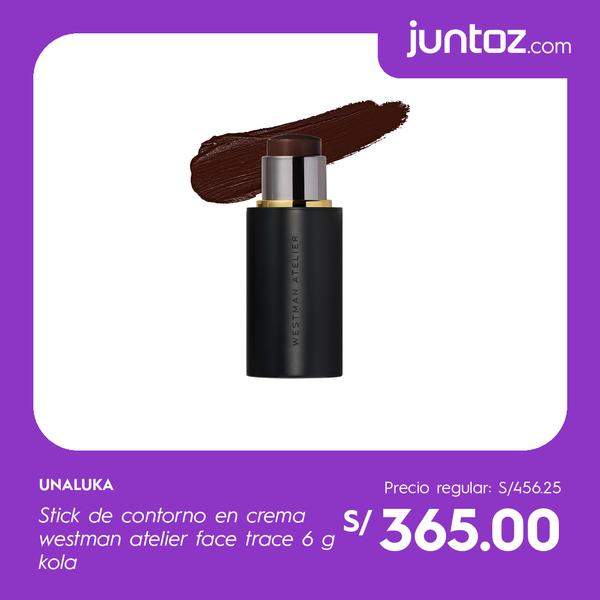 juntoz.com
WESTMAN ATELIER
UNALUKA
Stick de contorno en crema
westman atelier face trace 6 g
kola
Precio regular: S/456.25
S/ 365.00